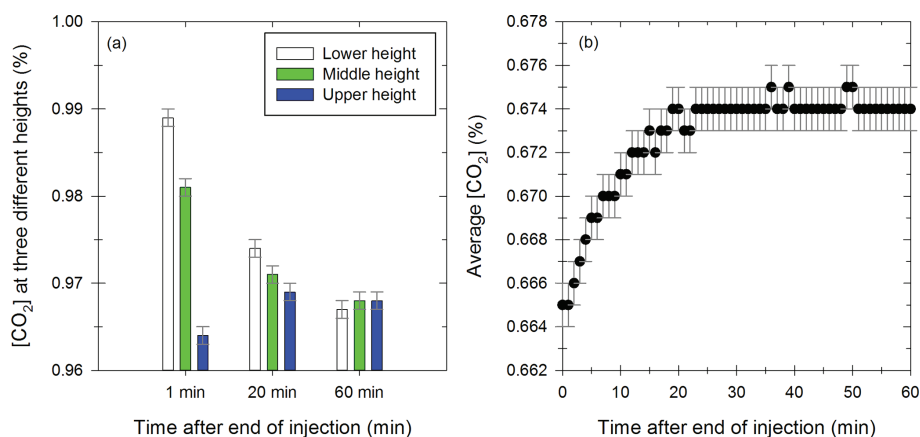 (a)
Lower height
Middle height
Upper height
[CO₂] at three different heights (%)
1.00
0.99
0.98
0.97
0.96
1 min 20 min 60 min
Time after end of injection (min)
(b)
Average [CO₂] (%)
0.678
0.676
0.674
0.672
0.670
0.668
0.666
0.664
0.662
0 10 20 30 40 50 60
Time after end of injection (min)